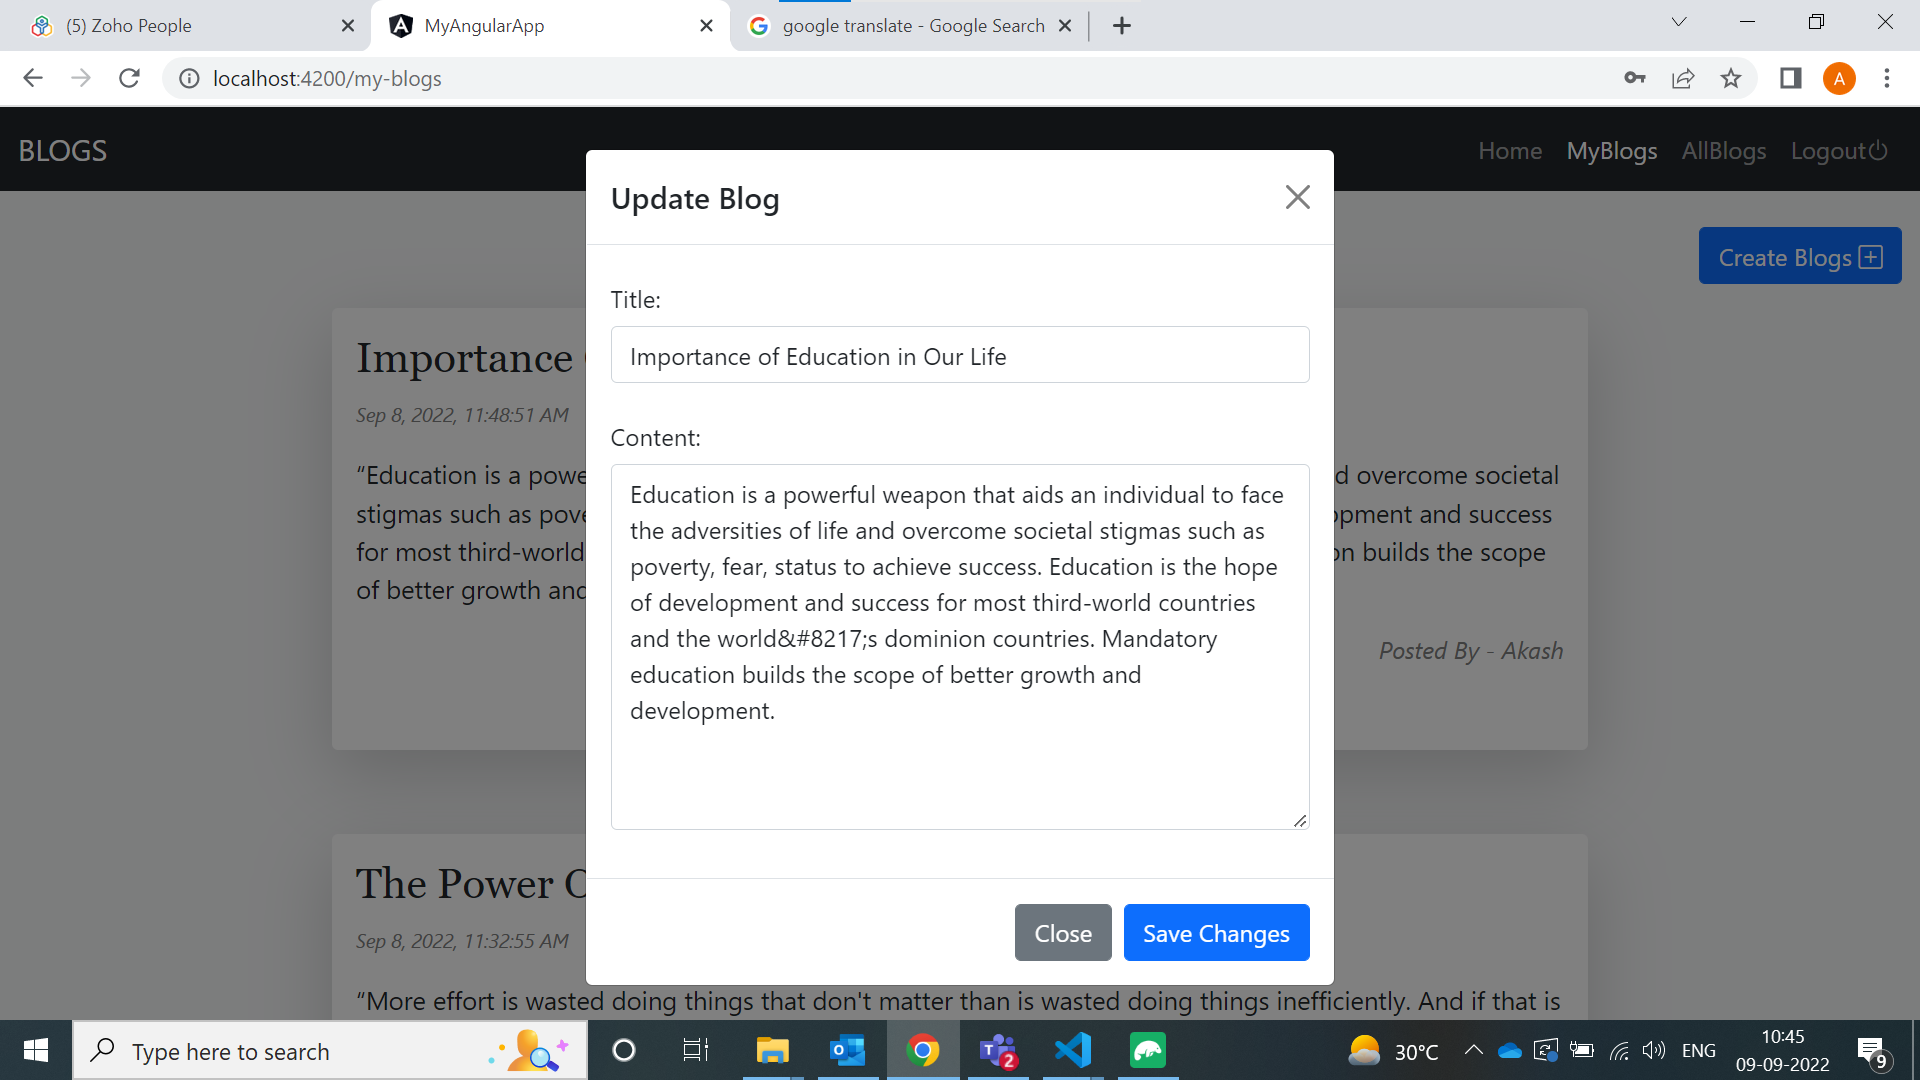 (5) Zoho People
MyAngularApp
google translate - Google Search
localhost:4200/my-blogs
A
BLOGS
Home MyBlogs AllBlogs Logout
Create Blogs
Update Blog
Title:
Importance of Education in Our Life
Content:
Education is a powerful weapon that aids an individual to face
the adversities of life and overcome societal stigmas such as
poverty, fear, status to achieve success. Education is the hope
of development and success for most third-world countries
and the world&#8217;s dominion countries. Mandatory
education builds the scope of better growth and
development.
Close Save Changes
Importance
Sep 8, 2022, 11:48:51 AM
“Education is a powe
d overcome societal
stigmas such as pove
opment and success
for most third-world
on builds the scope
of better growth and
Posted By - Akash
The Power O
Sep 8, 2022, 11:32:55 AM
“More effort is wasted doing things that don't matter than is wasted doing things inefficiently. And if that is
Type here to search
2
30°C
ENG
10:45
09-09-2022
9